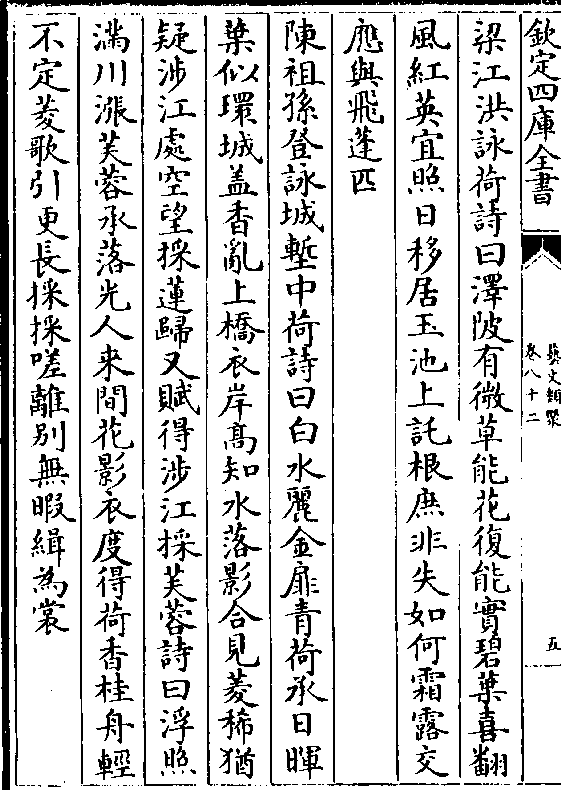 欽定四庫全書
藝文類聚
卷八十二
五
梁江洪詠荷詩曰澤陂有微草能花復能實碧葉喜翻
風紅英宜照日移居玉池上託根庶非失如何霜露交
應與飛蓬匹
陳祖孫登詠城塹中荷詩曰白水麗金扉青荷承日暉
葉似環城盖香亂上橋衣岸髙知水落影合見菱稀猶
疑涉江處空望採蓮歸又賦得涉江採芙蓉詩曰浮照
滿川漲芙蓉承落光人来間花影衣度得荷香桂舟輕
不定菱歌引更長採採嗟離别無暇緝為裳